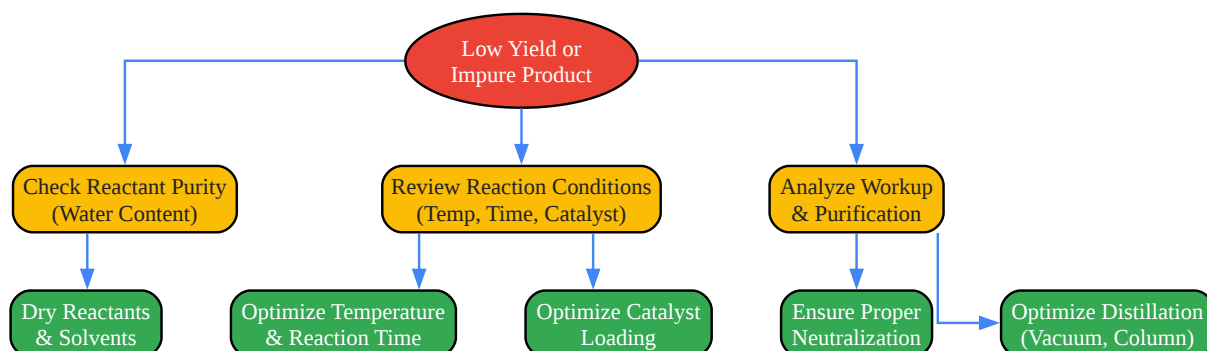 Low Yield or
Impure Product
Check Reactant Purity
(Water Content)
Review Reaction Conditions
(Temp, Time, Catalyst)
Analyze Workup
& Purification
Dry Reactants
& Solvents
Optimize Temperature
& Reaction Time
Optimize Catalyst
Loading
Ensure Proper
Neutralization
Optimize Distillation
(Vacuum, Column)